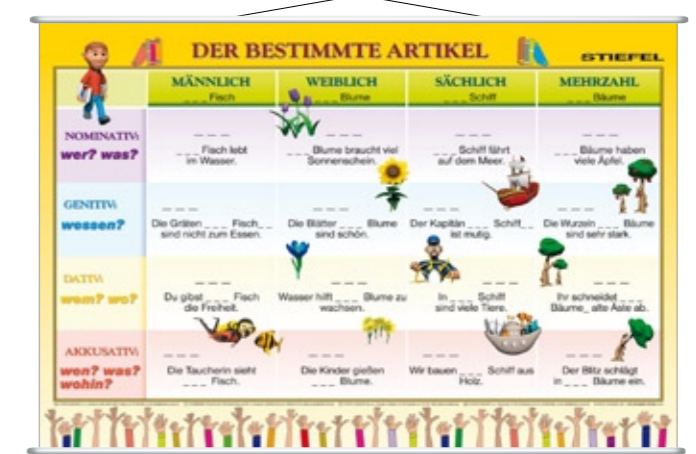 DER BESTIMMTE ARTIKEL
STIEFEL
MÄNNLICH
_ _ _ Fisch
WEIBLICH
_ _ _ Blume
SÄCHLICH
_ _ _ Schiff
MEHRZAHL
_ _ _ Bäume
NOMINATIV:
wer? was?
_ _ _
_ _ _ Fisch lebt
im Wasser.
_ _ _
_ _ _ Blume braucht viel
Sonnenschein.
_ _ _
_ _ _ Schiff fährt
auf dem Meer.
_ _ _
_ _ _ Bäume haben
viele Äpfel.
GENITIV:
wessen?
_ _ _
Die Gräten _ _ _ Fisch_ _
sind nicht zum Essen.
_ _ _
Die Blätter _ _ _ Blume
sind schön.
_ _ _
Der Kapitän _ _ _ Schiff_ _
ist mutig.
_ _ _
Die Wurzeln _ _ _ Bäume
sind sehr stark.
DATIV:
wem? wo?
_ _ _
Du gibst _ _ _ Fisch
die Freiheit.
_ _ _
Wasser hilft _ _ _ Blume zu
wachsen.
_ _ _
In _ _ _ Schiff
sind viele Tiere.
_ _ _
Ihr schneidet _ _ _
Bäume_ alte Äste ab.
AKKUSATIV:
wen? was?
wohin?
_ _ _
Die Taucherin sieht
_ _ _ Fisch.
_ _ _
Die Kinder gießen
_ _ _ Blume.
_ _ _
Wir bauen _ _ _ Schiff aus
Holz.
_ _ _
Der Blitz schlägt
in _ _ _ Bäume ein.